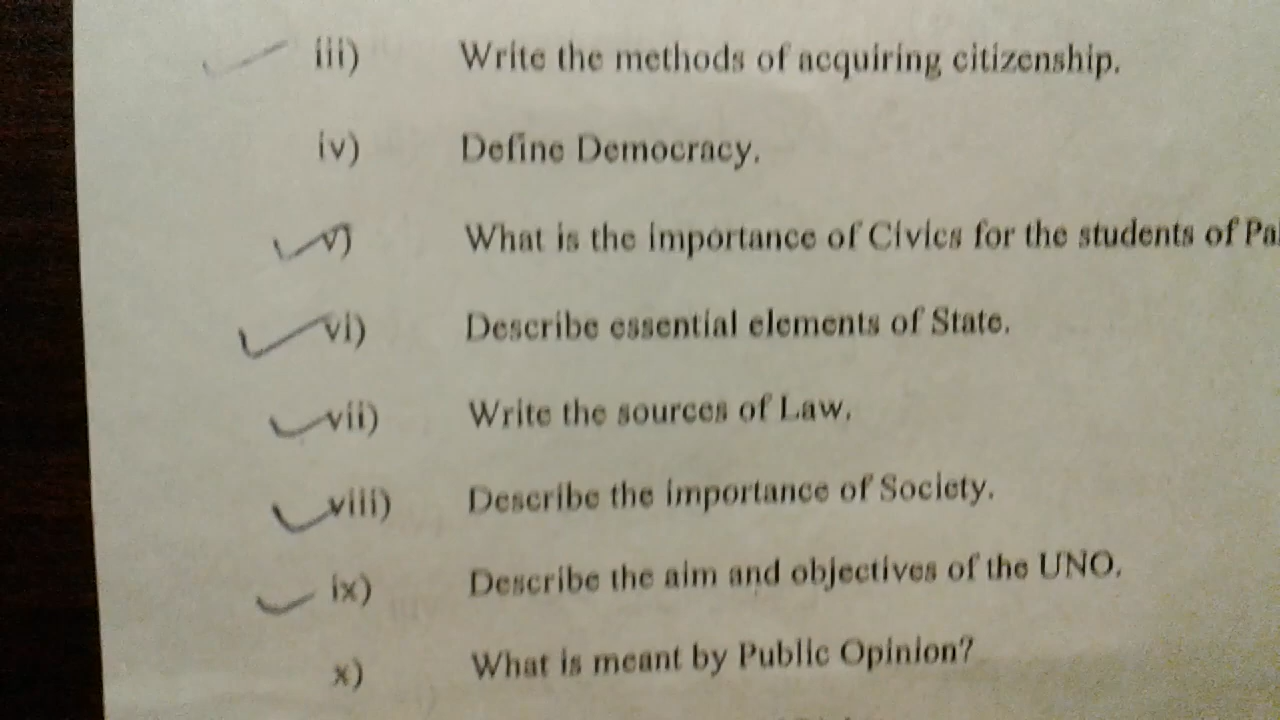 iii) Write the methods of acquiring citizenship.
iv) Define Democracy.
v) What is the importance of Civics for the students of
vi) Describe essential elements of State.
vii) Write the sources of Law.
viii) Describe the importance of Society.
ix) Describe the aim and objectives of the UNO.
x) What is meant by Public Opinion?